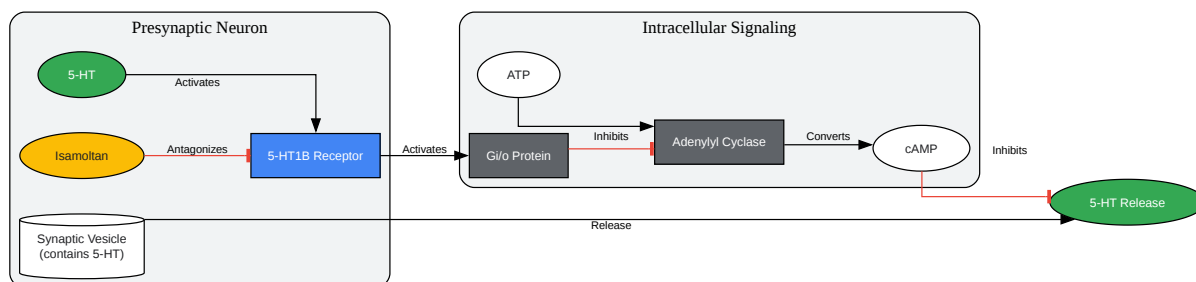 Presynaptic Neuron
Intracellular Signaling
5-HT
Activates
ATP
Isamoltan
Antagonizes
5-HT1B Receptor
Activates
Gi/o Protein
Inhibits
Adenylyl Cyclase
Converts
cAMP
Inhibits
5-HT Release
Synaptic Vesicle
(contains 5-HT)
Release